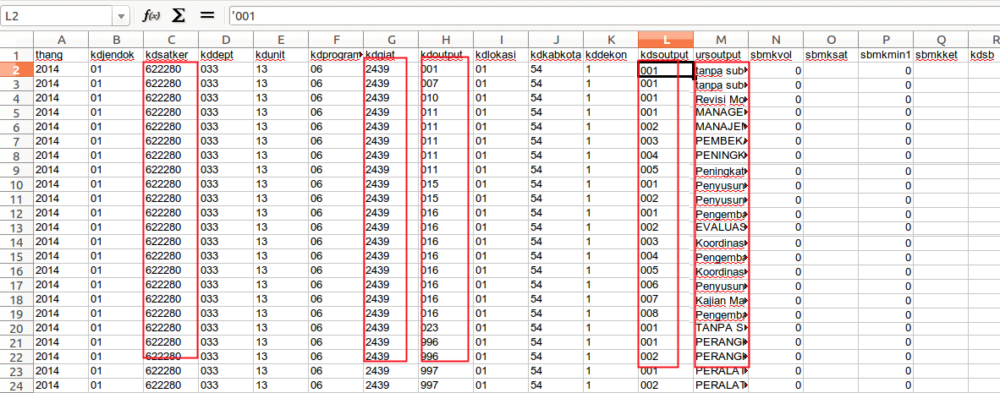 L2 f(x) Σ = '001
A B C D E F G H I J K L M N O P Q R
1 thang kdjendok kdsatker kddept kdunit kdprogram kdgiat kdoutput kdlokasi kdkabkota kddekon kdsoutput ursoutput sbmkvol sbmksat sbmkmin1 sbmkket kdsb
2 2014 01 622280 033 13 06 2439 001 01 54 1 001 tanpa sub 0 0
3 2014 01 622280 033 13 06 2439 007 01 54 1 001 tanpa sub 0 0
4 2014 01 622280 033 13 06 2439 010 01 54 1 001 Revisi Mo 0 0
5 2014 01 622280 033 13 06 2439 011 01 54 1 001 MANAGE 0 0
6 2014 01 622280 033 13 06 2439 011 01 54 1 002 MANAJEM 0 0
7 2014 01 622280 033 13 06 2439 011 01 54 1 003 PEMBEKA 0 0
8 2014 01 622280 033 13 06 2439 011 01 54 1 004 PENINGK 0 0
9 2014 01 622280 033 13 06 2439 011 01 54 1 005 Peningkat 0 0
10 2014 01 622280 033 13 06 2439 015 01 54 1 001 Penyusun 0 0
11 2014 01 622280 033 13 06 2439 015 01 54 1 002 Penyusun 0 0
12 2014 01 622280 033 13 06 2439 016 01 54 1 001 Pengemba 0 0
13 2014 01 622280 033 13 06 2439 016 01 54 1 002 EVALUAS 0 0
14 2014 01 622280 033 13 06 2439 016 01 54 1 003 Koordinas 0 0
15 2014 01 622280 033 13 06 2439 016 01 54 1 004 Pengemba 0 0
16 2014 01 622280 033 13 06 2439 016 01 54 1 005 Koordinas 0 0
17 2014 01 622280 033 13 06 2439 016 01 54 1 006 Penyusun 0 0
18 2014 01 622280 033 13 06 2439 016 01 54 1 007 Kajian Ma 0 0
19 2014 01 622280 033 13 06 2439 016 01 54 1 008 Pengemba 0 0
20 2014 01 622280 033 13 06 2439 023 01 54 1 001 TANPA S 0 0
21 2014 01 622280 033 13 06 2439 996 01 54 1 001 PERANGK 0 0
22 2014 01 622280 033 13 06 2439 996 01 54 1 002 PERANGK 0 0
23 2014 01 622280 033 13 06 2439 997 01 54 1 001 PERALAT 0 0
24 2014 01 622280 033 13 06 2439 997 01 54 1 002 PERALAT 0 0